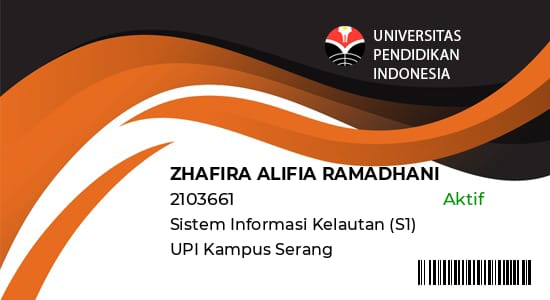 UNIVERSITAS
PENDIDIKAN
INDONESIA
ZHAFIRA ALIFIA RAMADHANI
2103661 Aktif
Sistem Informasi Kelautan (S1)
UPI Kampus Serang